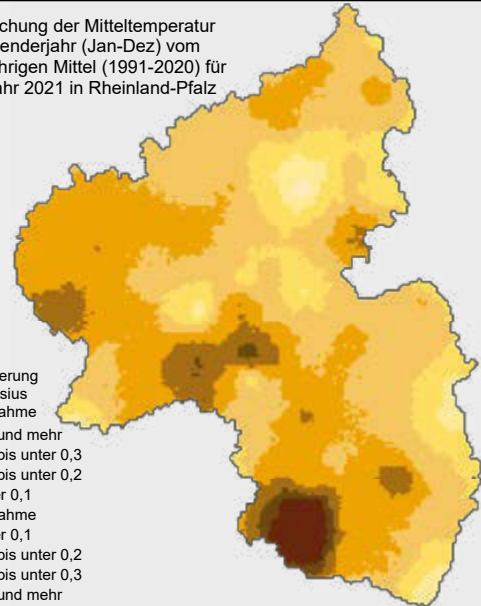 chung der Mitteltemperatur
enderjahr (Jan-Dez) vom
hrigen Mittel (1991-2020) für
ahr 2021 in Rheinland-Pfalz
erung
sius
ahme
und mehr
bis unter 0,3
bis unter 0,2
er 0,1
ahme
er 0,1
bis unter 0,2
bis unter 0,3
und mehr